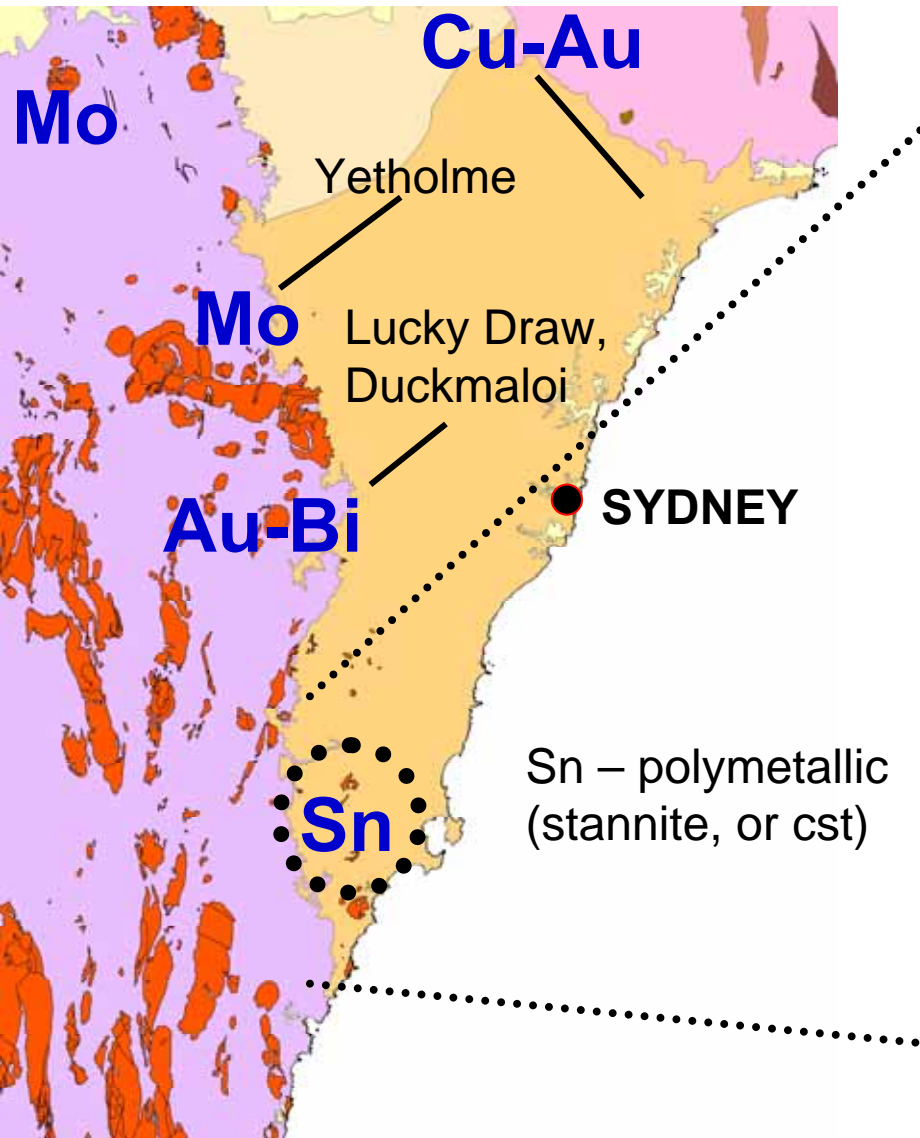 Cu-Au
Mo
Yetholme
Mo
Lucky Draw,
Duckmaloi
Au-Bi
SYDNEY
Sn – polymetallic
(stannite, or cst)
Sn